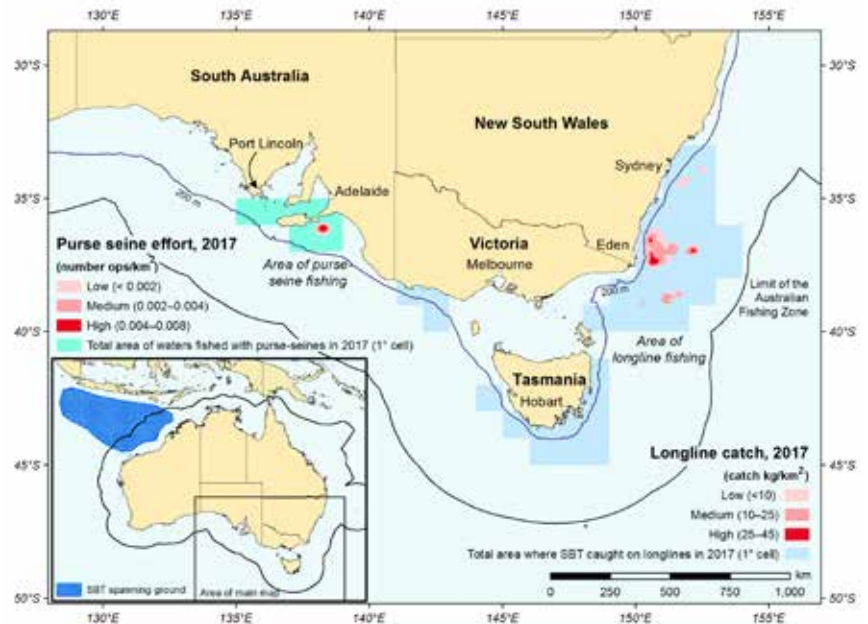 130°E 135°E 140°E 145°E 150°E 155°E
30°S 30°S
South Australia
New South Wales
Port Lincoln
Sydney
Adelaide
35°S 35°S
200 m
Purse seine effort, 2017
(number ops/km²)
Low (< 0.002)
Medium (0.002–0.004)
High (0.004–0.008)
Total area of waters fished with purse-seines in 2017 (1° cell)
Area of purse-seine fishing
Victoria
Melbourne
Eden
200 m
Limit of the
Australian
Fishing Zone
40°S 40°S
Area of
longline fishing
Tasmania
Hobart
Longline catch, 2017
(catch kg/km²)
Low (<10)
Medium (10–25)
High (25–45)
Total area where SBT caught on longlines in 2017 (1° cell)
45°S 45°S
SBT spawning ground
Area of main map
km
0 250 500 750 1,000
50°S 50°S
130°E 135°E 140°E 145°E 150°E 155°E